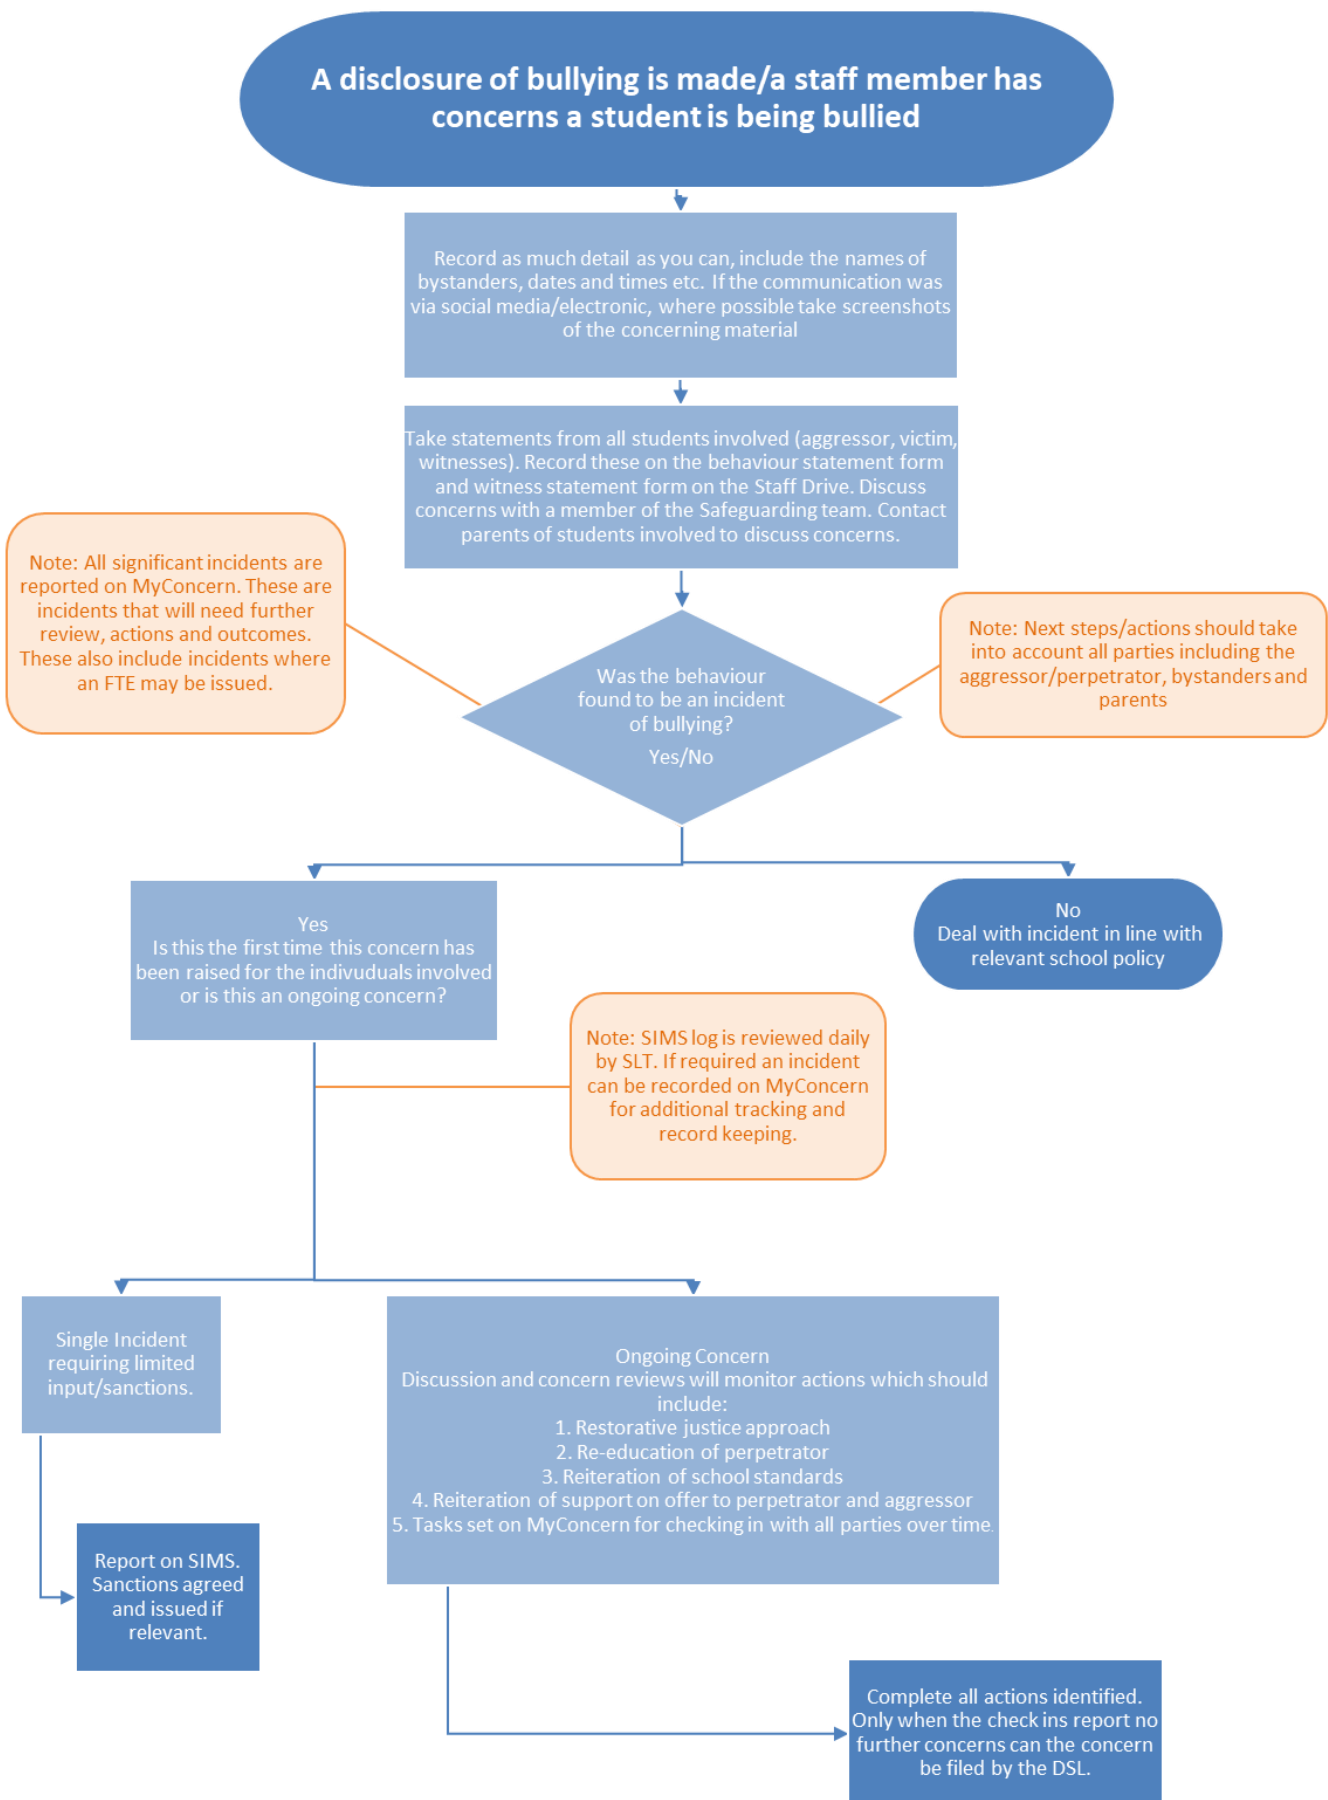 A disclosure of bullying is made/a staff member has
concerns a student is being bullied
Record as much detail as you can, include the names of
bystanders, dates and times etc. If the communication was
via social media/electronic, where possible take screenshots
of the concerning material
Take statements from all students involved (aggressor, victim,
witnesses). Record these on the behaviour statement form
and witness statement form on the Staff Drive. Discuss
concerns with a member of the Safeguarding team. Contact
parents of students involved to discuss concerns.
Note: All significant incidents are
reported on MyConcern. These are
incidents that will need further
review, actions and outcomes.
These also include incidents where
an FTE may be issued.
Note: Next steps/actions should take
into account all parties including the
aggressor/perpetrator, bystanders and
parents
Was the behaviour
found to be an incident
of bullying?
Yes/No
Yes
Is this the first time this concern has
been raised for the indivuduals involved
or is this an ongoing concern?
No
Deal with incident in line with
relevant school policy
Note: SIMS log is reviewed daily
by SLT. If required an incident
can be recorded on MyConcern
for additional tracking and
record keeping.
Single Incident
requiring limited
input/sanctions.
Ongoing Concern
Discussion and concern reviews will monitor actions which should
include:
1. Restorative justice approach
2. Re-education of perpetrator
3. Reiteration of school standards
4. Reiteration of support on offer to perpetrator and aggressor
5. Tasks set on MyConcern for checking in with all parties over time.
Report on SIMS.
Sanctions agreed
and issued if
relevant.
Complete all actions identified.
Only when the check ins report no
further concerns can the concern
be filed by the DSL.